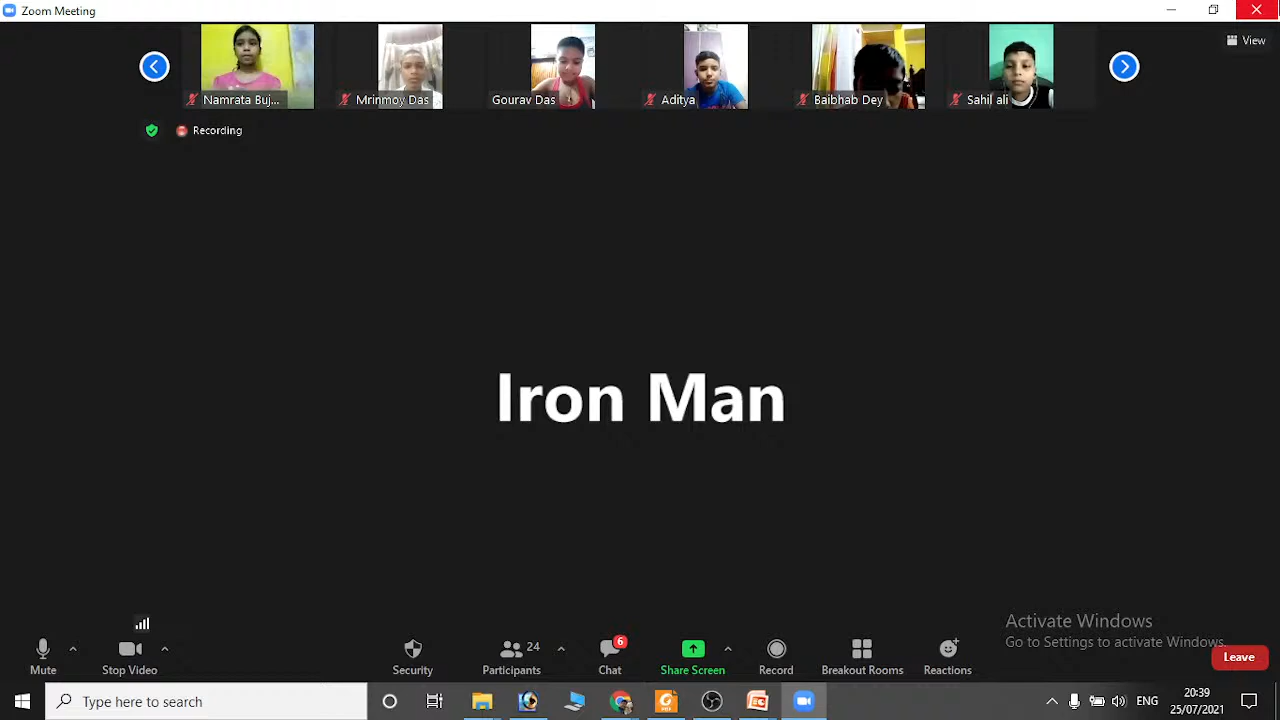 Zoom Meeting
Namrata Buj...
Mrinmoy Das
Gourav Das
Aditya
Baibhab Dey
Sahil ali
View
Recording
Iron Man
Activate Windows
Go to Settings to activate Windows.
Mute
Stop Video
Security
24
Participants
6
Chat
Share Screen
Record
Breakout Rooms
Reactions
Leave
Type here to search
ENG
20:39
25/07/2021